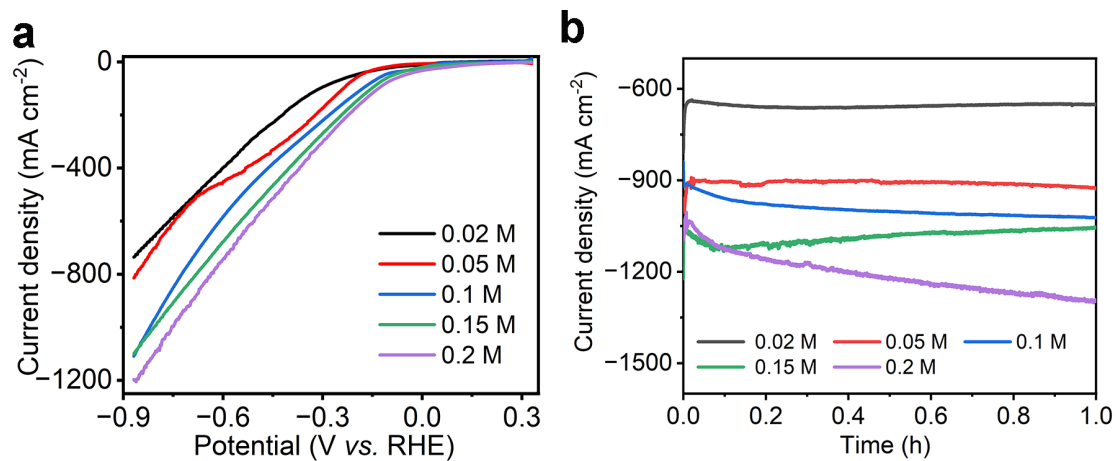 a
Current density (mA cm⁻²)
0
−400
−800
−1200
−0.9
−0.6
−0.3
0.0
0.3
Potential (V vs. RHE)
0.02 M
0.05 M
0.1 M
0.15 M
0.2 M
b
Current density (mA cm⁻²)
−600
−900
−1200
−1500
0.0
0.2
0.4
0.6
0.8
1.0
Time (h)
0.02 M
0.05 M
0.1 M
0.15 M
0.2 M